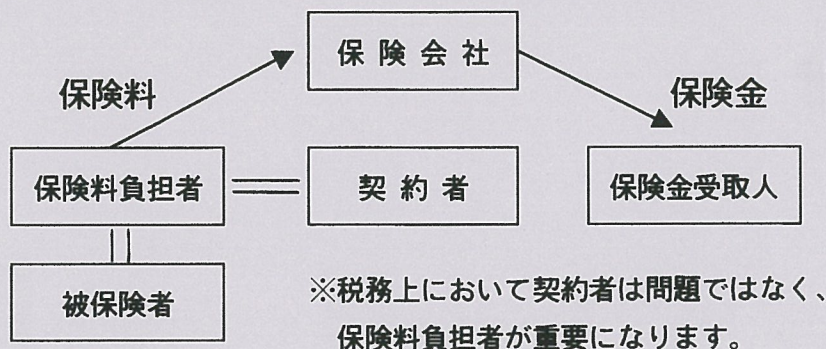 保険会社
保険料
保険金
保険料負担者
契約者
保険金受取人
被保険者
※税務上において契約者は問題ではなく、
保険料負担者が重要になります。